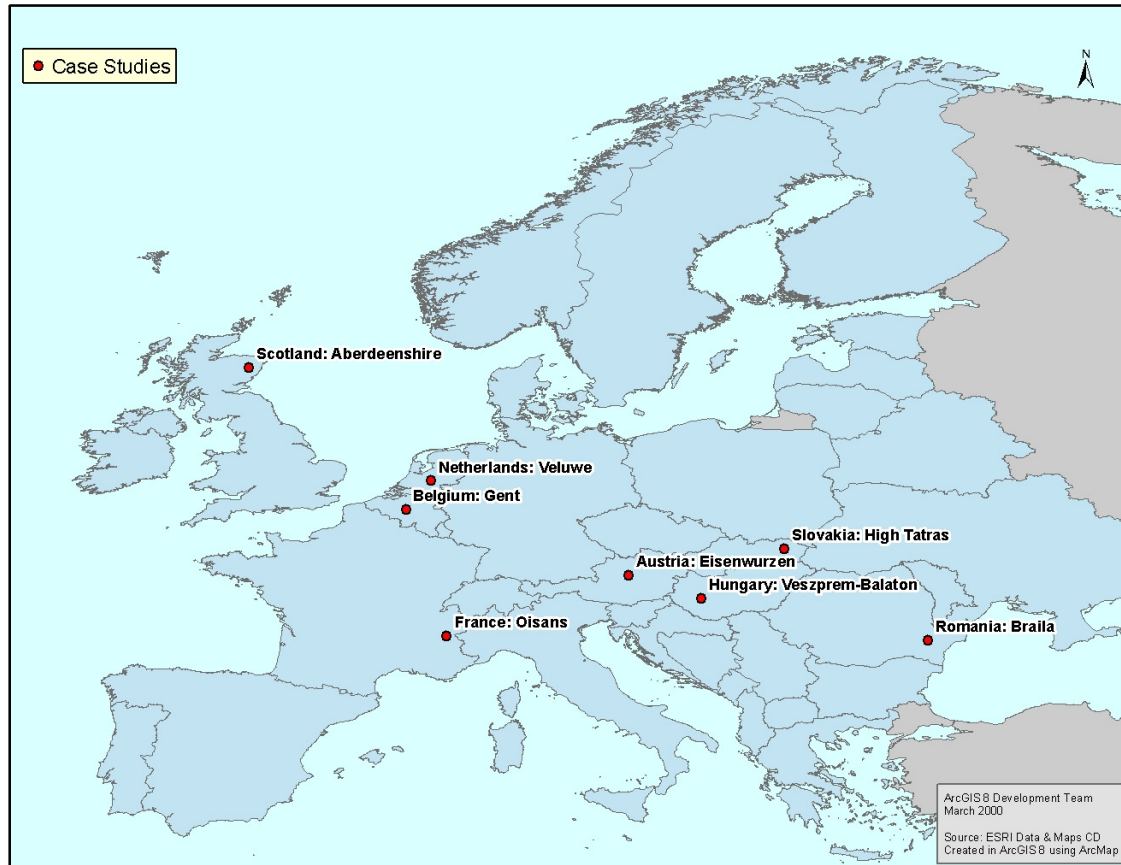 Case Studies
N
Scotland: Aberdeenshire
Netherlands: Veluwe
Belgium: Gent
Slovakia: High Tatras
Austria: Eisenwurzen
Hungary: Veszprem-Balaton
France: Oisans
Romania: Braila
ArcGIS 8 Development Team
March 2000
Source: ESRI Data & Maps CD
Created in ArcGIS 8 using ArcMap